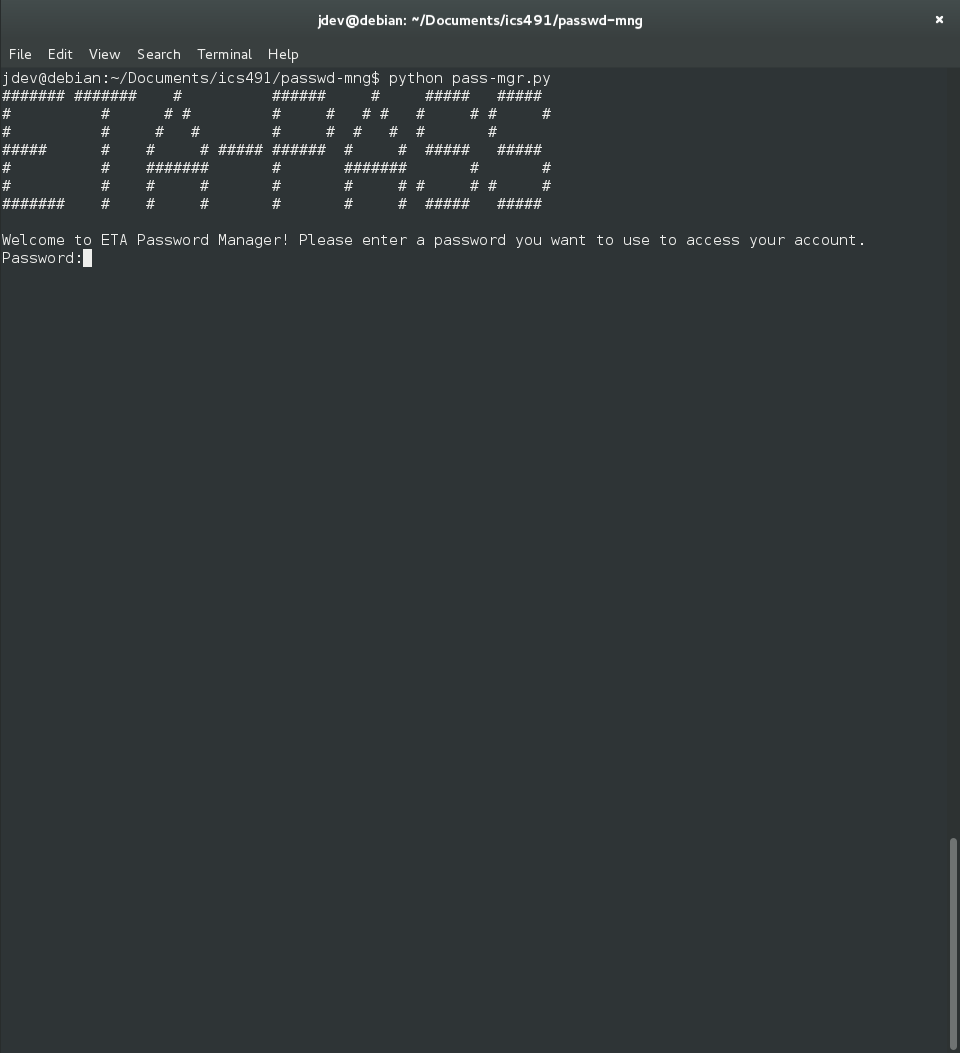 jdev@debian: ~/Documents/ics491/passwd-mng
×
File Edit View Search Terminal Help
jdev@debian:~/Documents/ics491/passwd-mng$ python pass-mgr.py
ETA-PASS
Welcome to ETA Password Manager! Please enter a password you want to use to access your account.
Password: